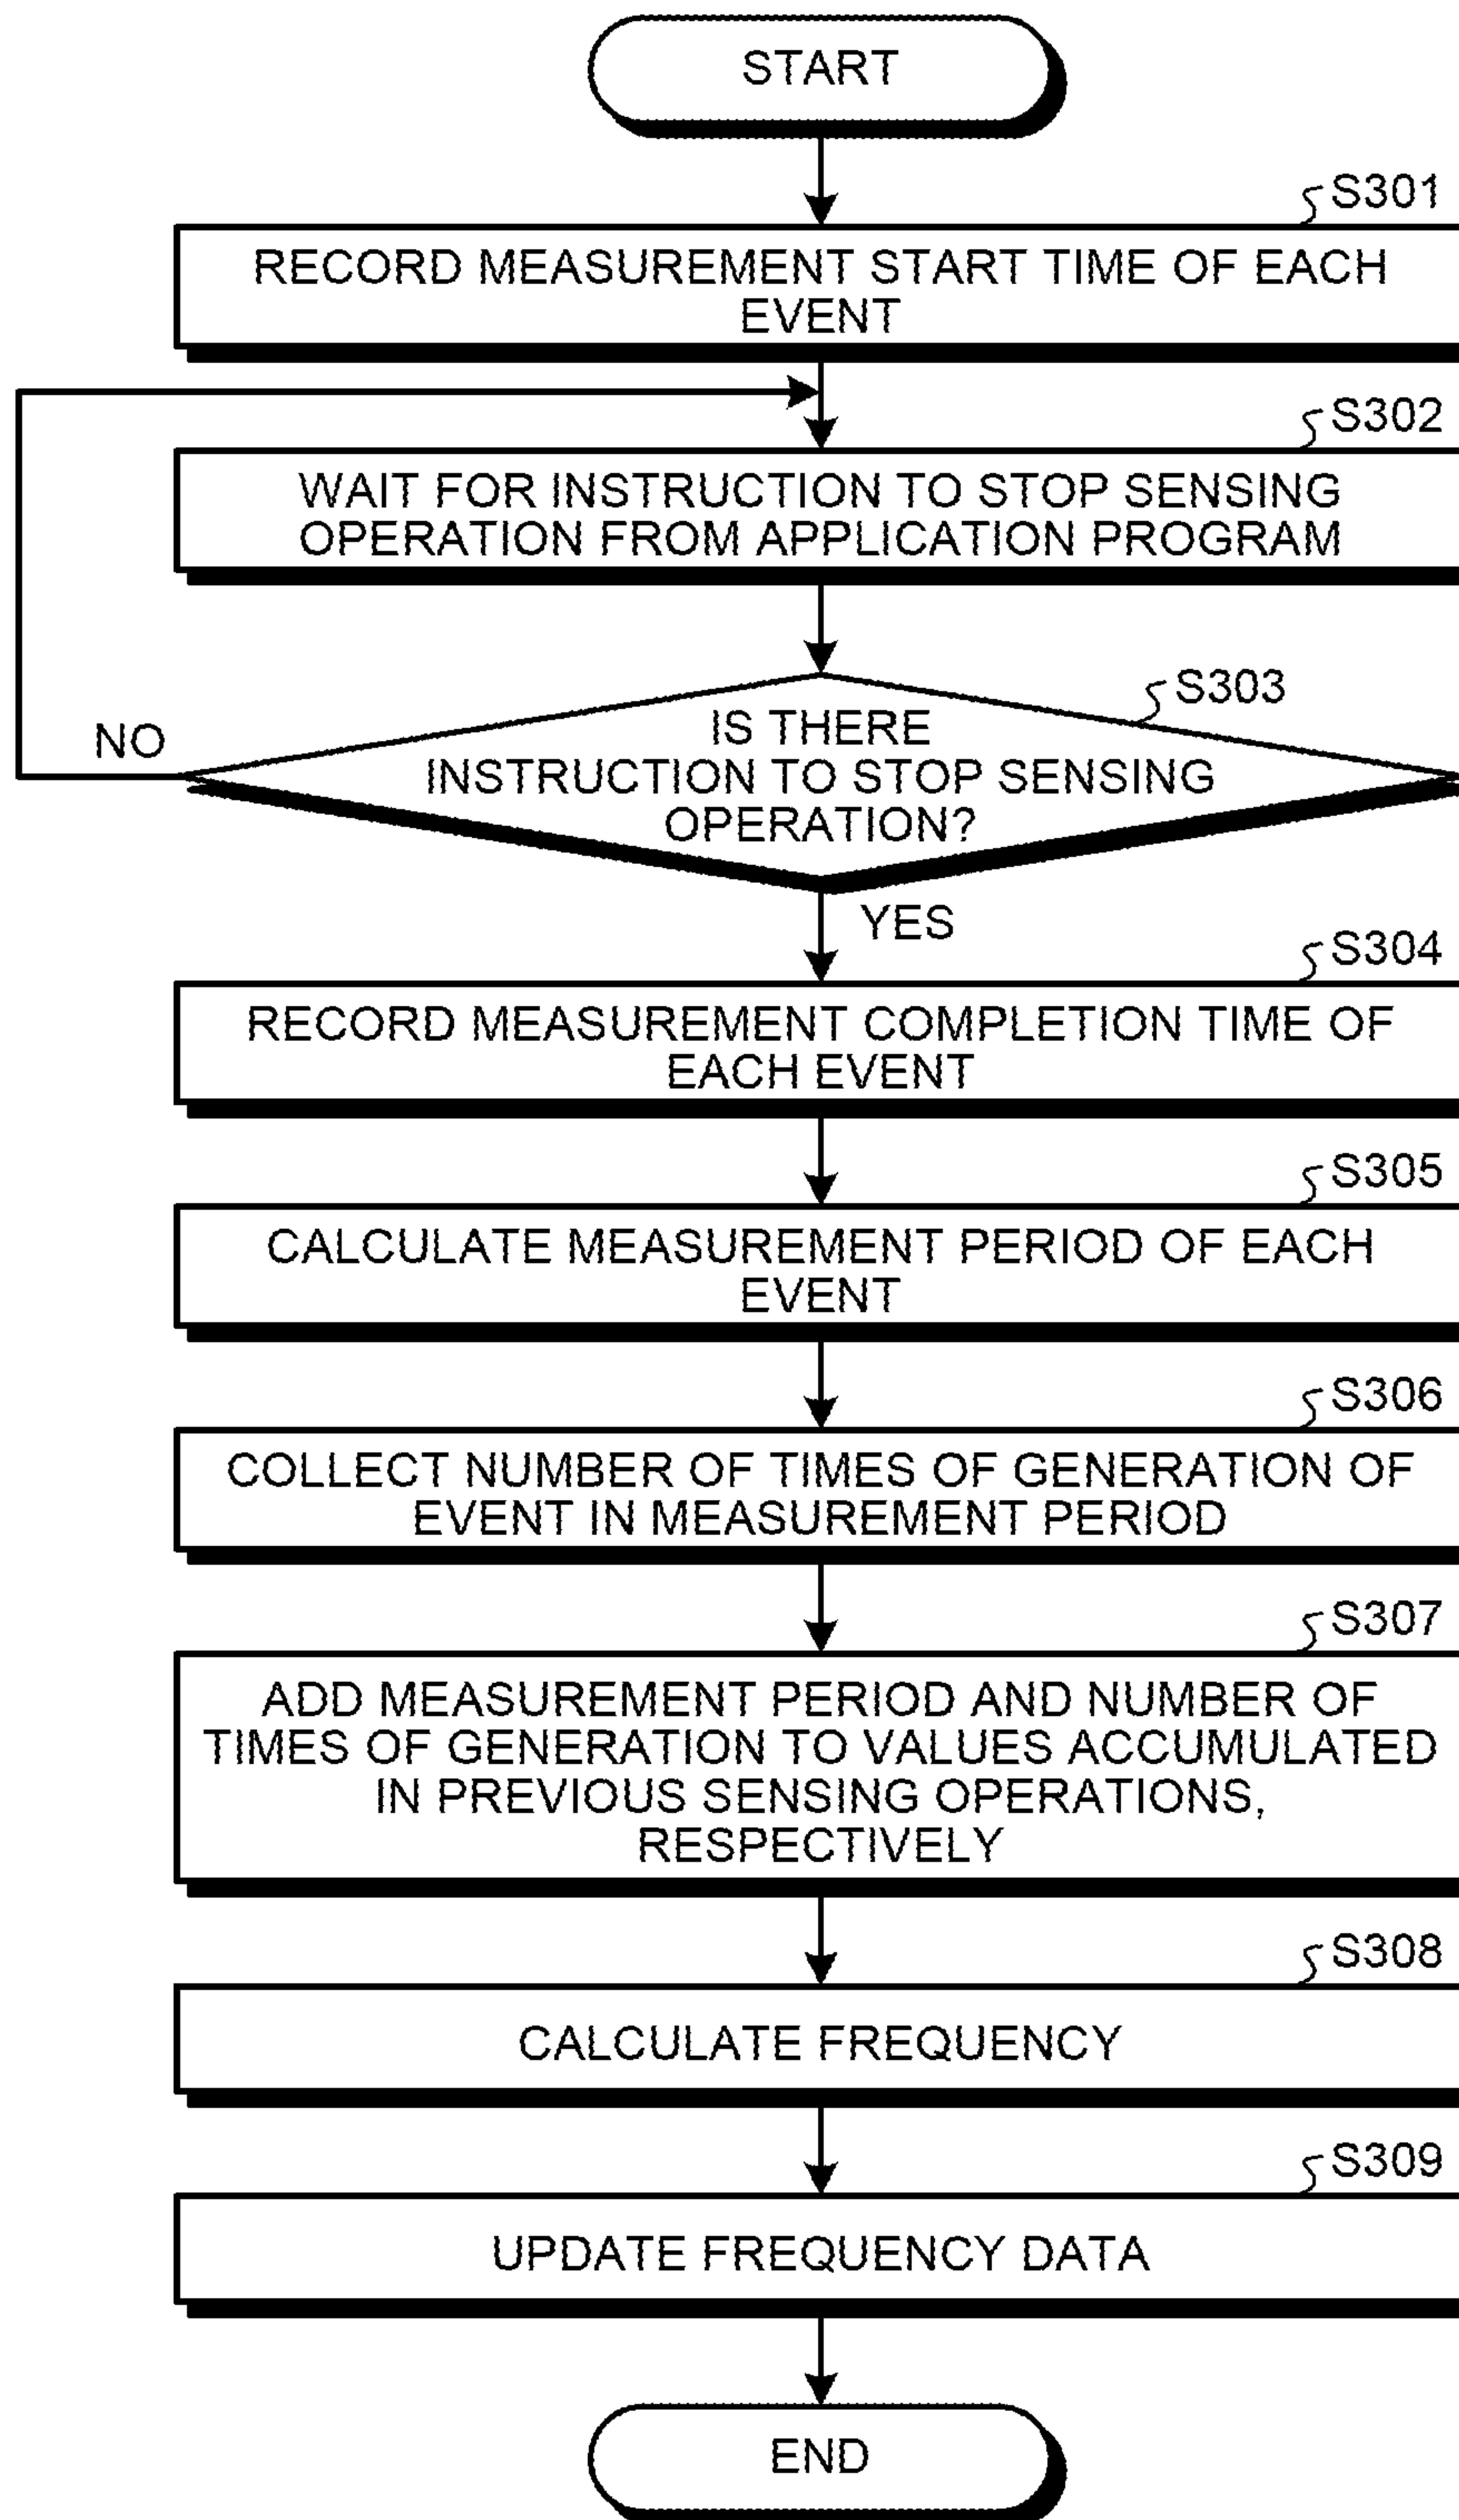 START
S301
RECORD MEASUREMENT START TIME OF EACH
EVENT
S302
WAIT FOR INSTRUCTION TO STOP SENSING
OPERATION FROM APPLICATION PROGRAM
S303
IS THERE
INSTRUCTION TO STOP SENSING
OPERATION?
NO
YES
S304
RECORD MEASUREMENT COMPLETION TIME OF
EACH EVENT
S305
CALCULATE MEASUREMENT PERIOD OF EACH
EVENT
S306
COLLECT NUMBER OF TIMES OF GENERATION OF
EVENT IN MEASUREMENT PERIOD
S307
ADD MEASUREMENT PERIOD AND NUMBER OF
TIMES OF GENERATION TO VALUES ACCUMULATED
IN PREVIOUS SENSING OPERATIONS,
RESPECTIVELY
S308
CALCULATE FREQUENCY
S309
UPDATE FREQUENCY DATA
END